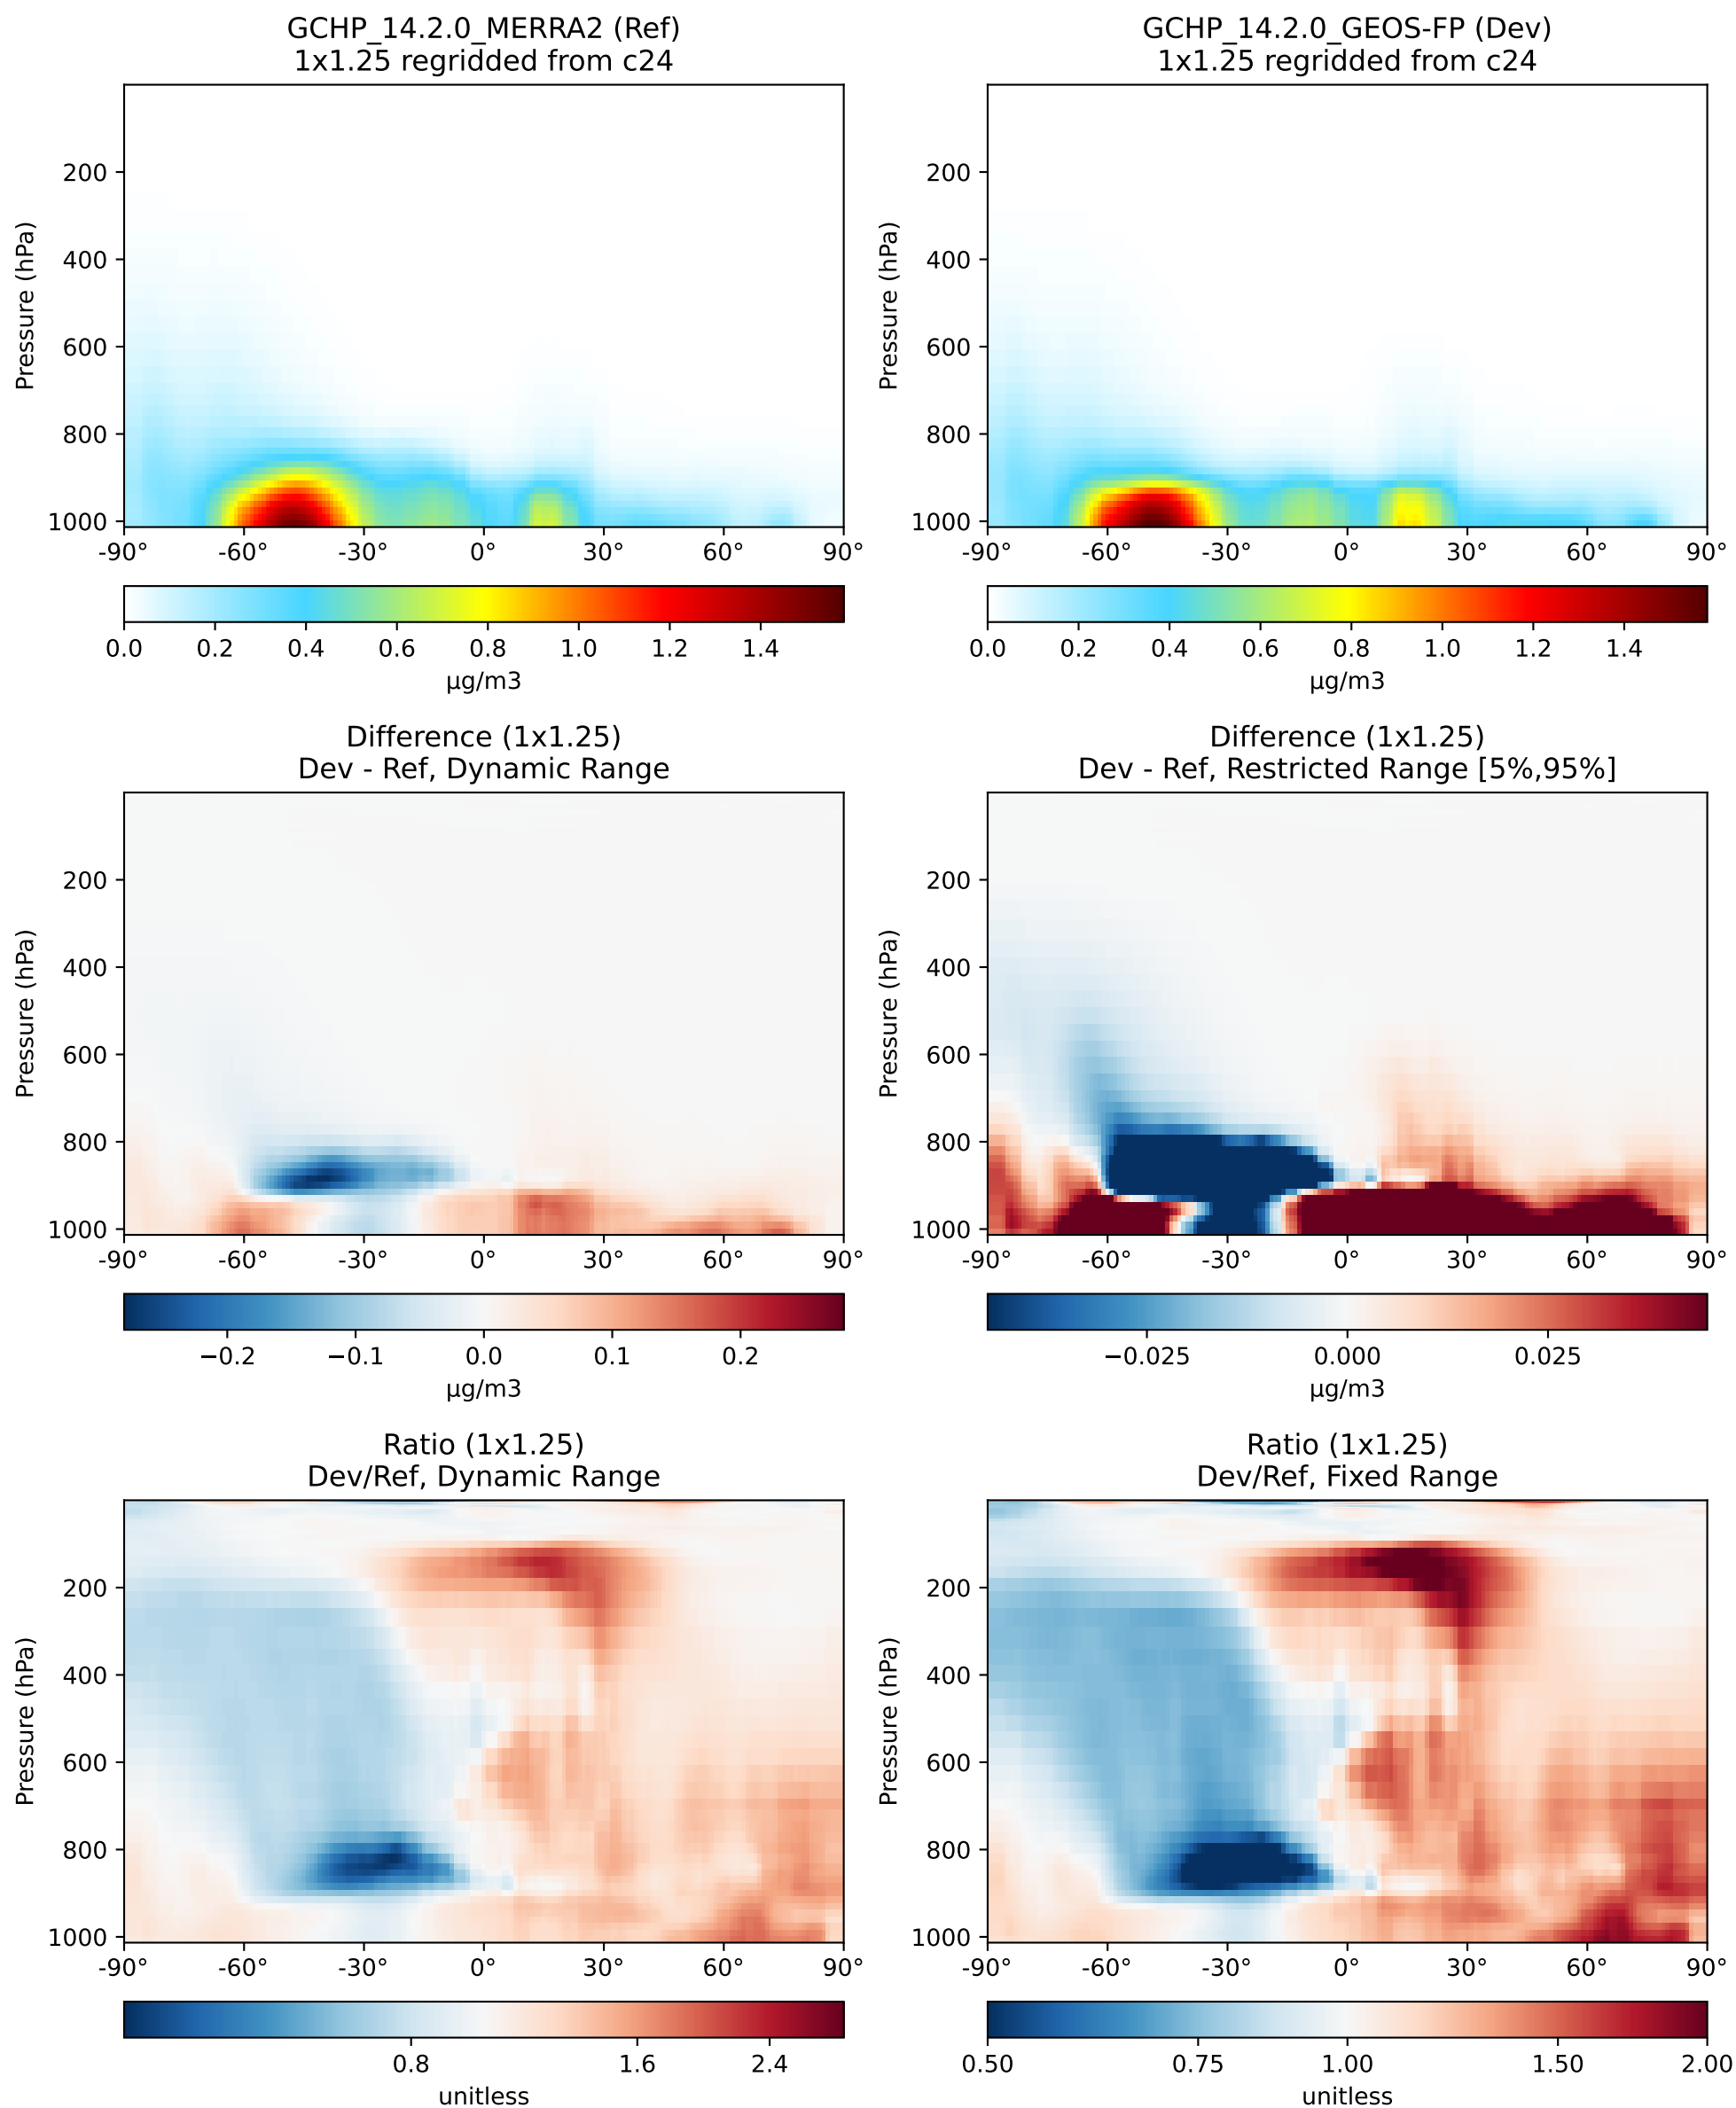 GCHP_14.2.0_MERRA2 (Ref)
1x1.25 regridded from c24
Pressure (hPa)
200
400
600
800
1000
-90° -60° -30° 0° 30° 60° 90°
0.0 0.2 0.4 0.6 0.8 1.0 1.2 1.4
µg/m3
GCHP_14.2.0_GEOS-FP (Dev)
1x1.25 regridded from c24
Pressure (hPa)
200
400
600
800
1000
-90° -60° -30° 0° 30° 60° 90°
0.0 0.2 0.4 0.6 0.8 1.0 1.2 1.4
µg/m3
Difference (1x1.25)
Dev - Ref, Dynamic Range
Pressure (hPa)
200
400
600
800
1000
-90° -60° -30° 0° 30° 60° 90°
−0.2 −0.1 0.0 0.1 0.2
µg/m3
Difference (1x1.25)
Dev - Ref, Restricted Range [5%,95%]
Pressure (hPa)
200
400
600
800
1000
-90° -60° -30° 0° 30° 60° 90°
−0.025 0.000 0.025
µg/m3
Ratio (1x1.25)
Dev/Ref, Dynamic Range
Pressure (hPa)
200
400
600
800
1000
-90° -60° -30° 0° 30° 60° 90°
0.8 1.6 2.4
unitless
Ratio (1x1.25)
Dev/Ref, Fixed Range
Pressure (hPa)
200
400
600
800
1000
-90° -60° -30° 0° 30° 60° 90°
0.50 0.75 1.00 1.50 2.00
unitless